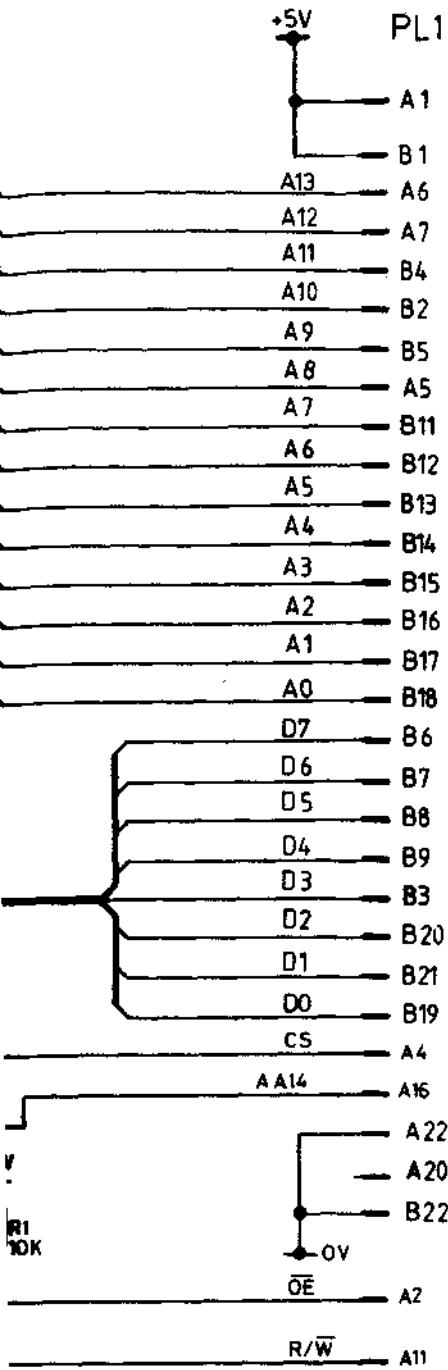 +5V PL1
A1
B1
A13 A6
A12 A7
A11 B4
A10 B2
A9 B5
A8 A5
A7 B11
A6 B12
A5 B13
A4 B14
A3 B15
A2 B16
A1 B17
A0 B18
D7 B6
D6 B7
D5 B8
D4 B9
D3 B3
D2 B20
D1 B21
D0 B19
CS A4
AA14 A16
A22
A20
B22
R1
10K
0V
O̅E̅ A2
R/W̅ A11